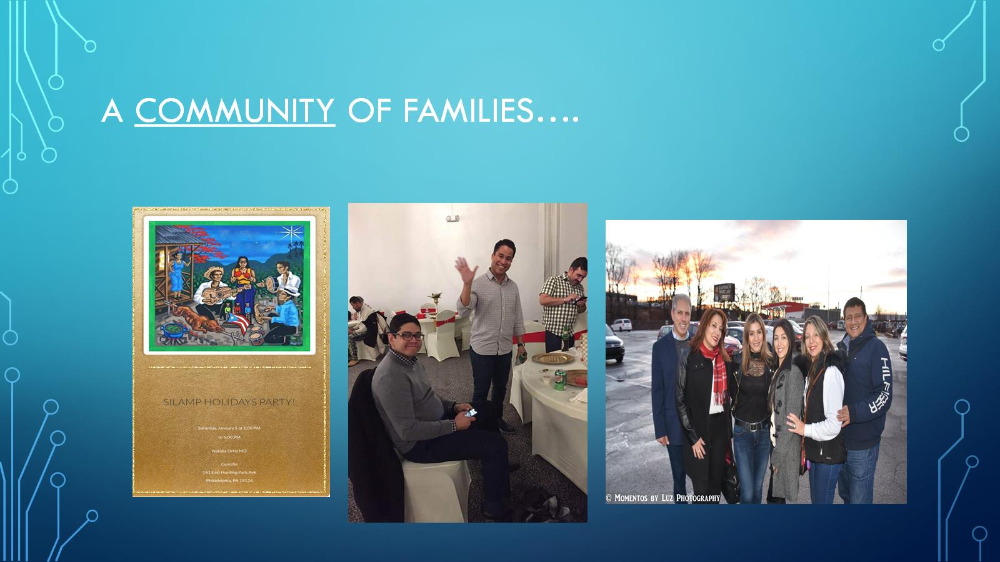 A COMMUNITY OF FAMILIES....
SILAMP HOLIDAYS PARTY!
Saturday, January 5 at 1:00 PM
to 6:00 PM
Natalia Ortiz MD
Concilio
141 East Hunting Park Ave
Philadelphia, PA 19124
HILFIGER
© Momentos by Luz Photography